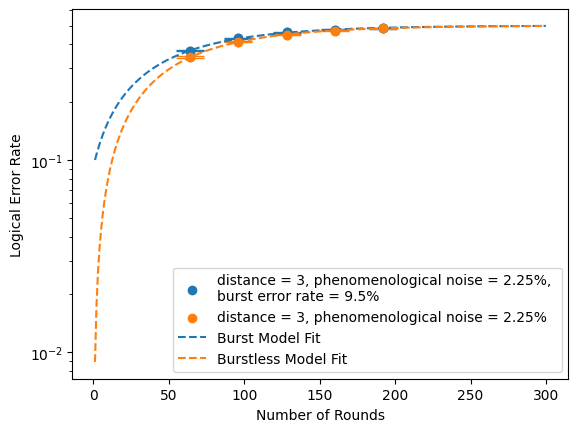 Logical Error Rate
10⁻¹
10⁻²
0
50
100
150
200
250
300
Number of Rounds
distance = 3, phenomenological noise = 2.25%,
burst error rate = 9.5%
distance = 3, phenomenological noise = 2.25%
Burst Model Fit
Burstless Model Fit